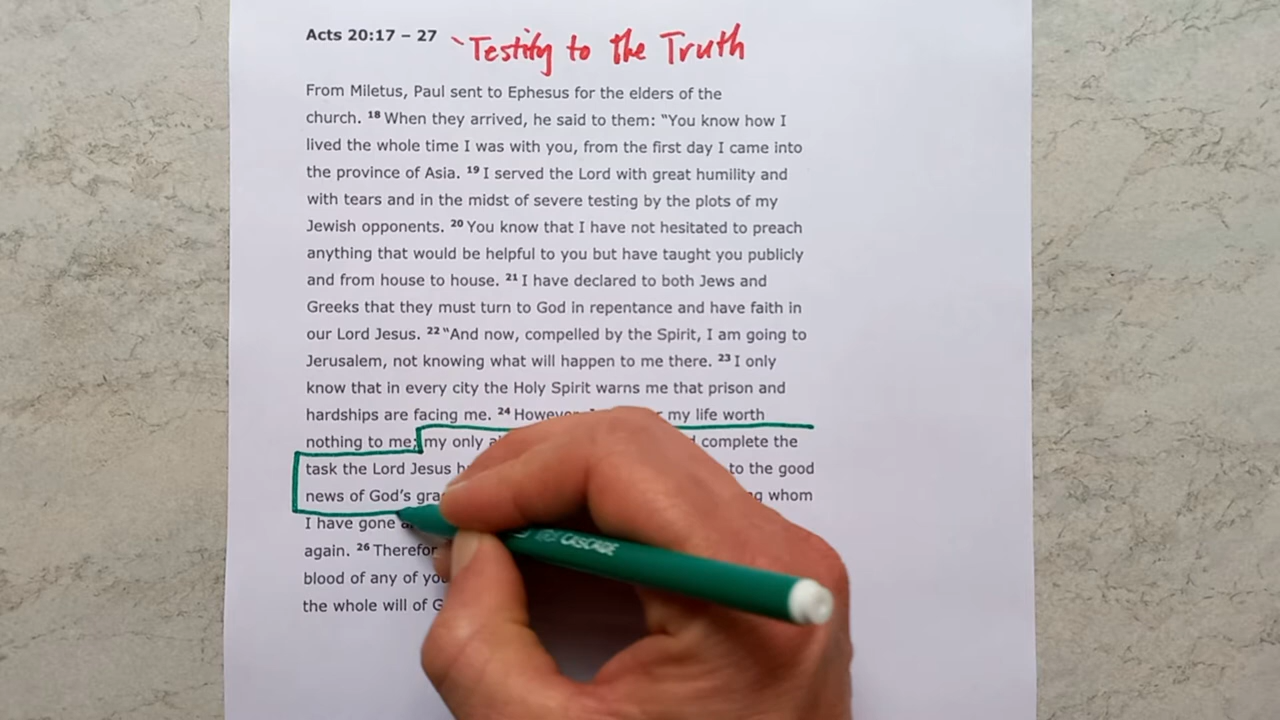 Acts 20:17 – 27 `Testify to the Truth
From Miletus, Paul sent to Ephesus for the elders of the
church. 18 When they arrived, he said to them: “You know how I
lived the whole time I was with you, from the first day I came into
the province of Asia. 19 I served the Lord with great humility and
with tears and in the midst of severe testing by the plots of my
Jewish opponents. 20 You know that I have not hesitated to preach
anything that would be helpful to you but have taught you publicly
and from house to house. 21 I have declared to both Jews and
Greeks that they must turn to God in repentance and have faith in
our Lord Jesus. 22 “And now, compelled by the Spirit, I am going to
Jerusalem, not knowing what will happen to me there. 23 I only
know that in every city the Holy Spirit warns me that prison and
hardships are facing me. 24 my life worth
nothing to me; my only complete the
task the Lord Jesus to the good
news of God’s whom
I have gone
again. 26
blood of any of
the whole will of
CASCADE